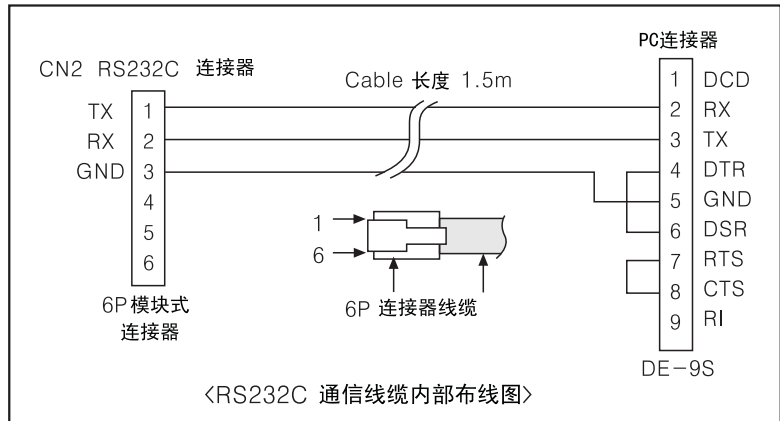 PC连接器
CN2 RS232C 连接器
Cable 长度 1.5m
TX 1
RX 2
GND 3
4
5
6
6P模块式
连接器
1
6
6P 连接器线缆
1 DCD
2 RX
3 TX
4 DTR
5 GND
6 DSR
7 RTS
8 CTS
9 RI
DE-9S
〈RS232C 通信线缆内部布线图〉